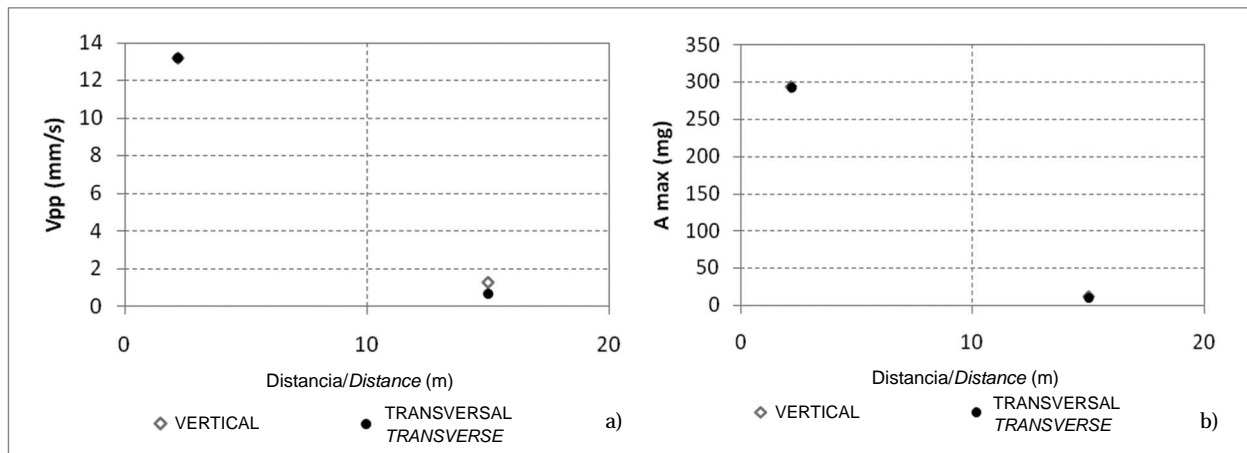 Vpp (mm/s)
14
12
10
8
6
4
2
0
0 10 20
Distancia/Distance (m)
VERTICAL
TRANSVERSAL
TRANSVERSE
a)
A max (mg)
350
300
250
200
150
100
50
0
0 10 20
Distancia/Distance (m)
VERTICAL
TRANSVERSAL
TRANSVERSE
b)